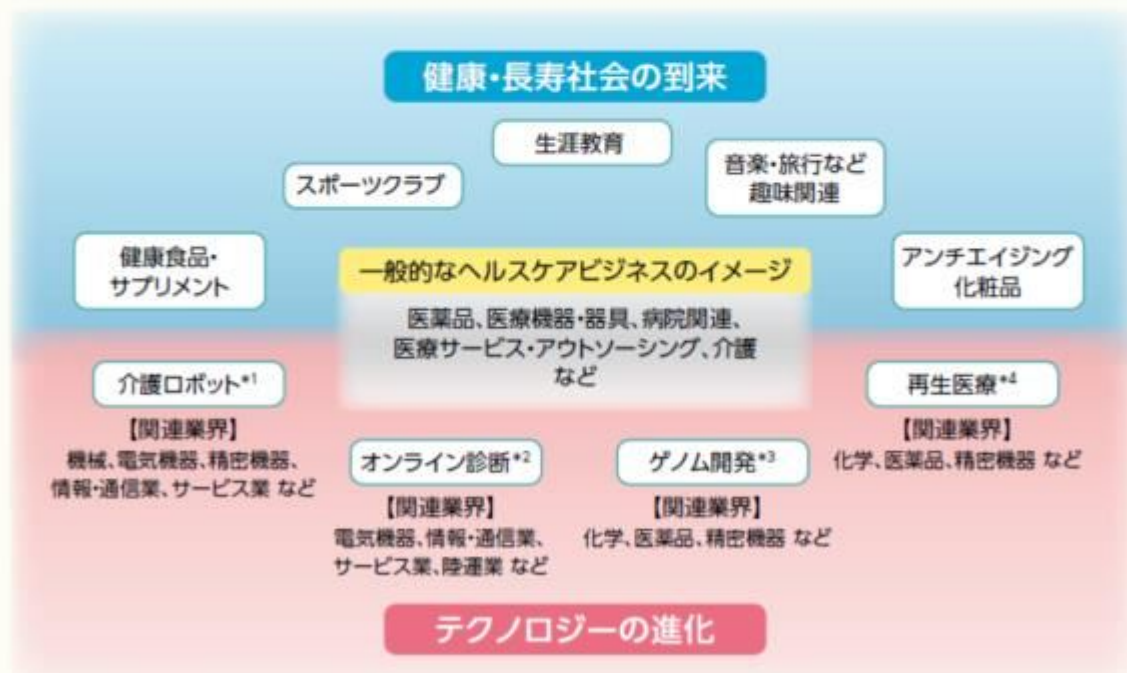 健康・長寿社会の到来
生涯教育
スポーツクラブ
音楽・旅行など
趣味関連
健康食品・
サプリメント
一般的なヘルスケアビジネスのイメージ
アンチエイジング
化粧品
医薬品、医療機器・器具、病院関連、
医療サービス・アウトソーシング、介護
など
介護ロボット*1
【関連業界】
機械、電気機器、精密機器、
情報・通信業、サービス業 など
オンライン診断*2
【関連業界】
電気機器、情報・通信業、
サービス業、陸運業 など
ゲノム開発*3
【関連業界】
化学、医薬品、精密機器 など
再生医療*4
【関連業界】
化学、医薬品、精密機器 など
テクノロジーの進化